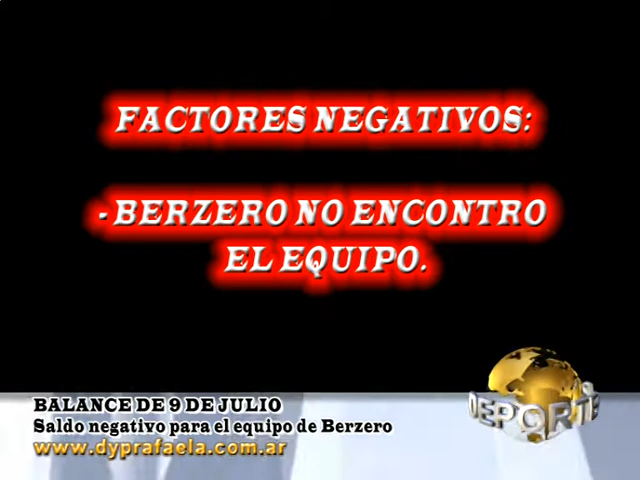 FACTORES NEGATIVOS:
- BERZERO NO ENCONTRO
EL EQUIPO.
BALANCE DE 9 DE JULIO
Saldo negativo para el equipo de Berzero
www.dyprafaela.com.ar
DEPORTE